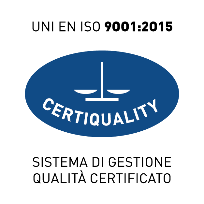 UNI EN ISO 9001:2015
CERTIQUALITY
SISTEMA DI GESTIONE
QUALITÀ CERTIFICATO